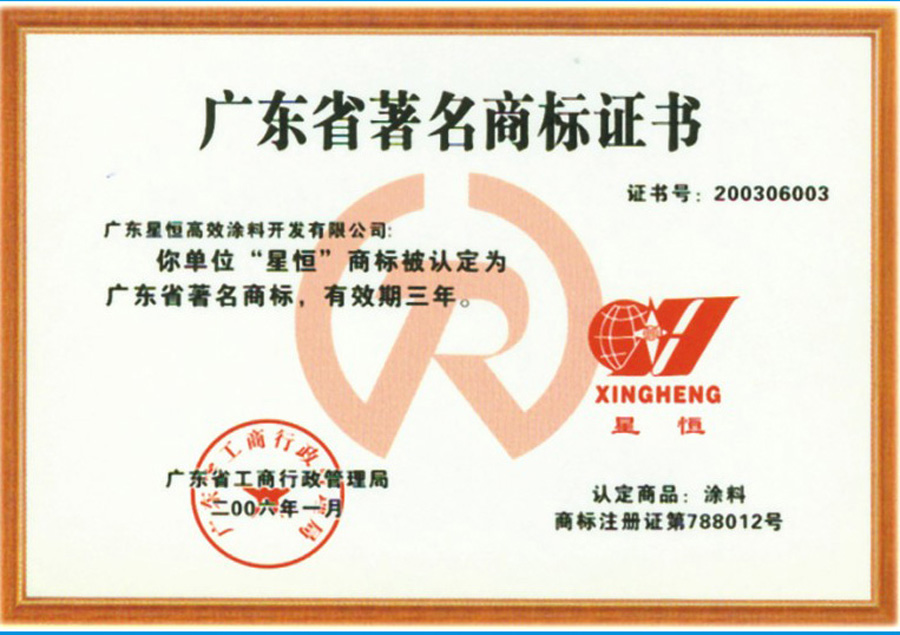 广东省著名商标证书
证书号：200306003
广东星恒高效涂料开发有限公司:
你单位“星恒”商标被认定为
广东省著名商标，有效期三年。
XINGHENG
星恒
广东省工商行政管理局
二00六年一月
认定商品：涂料
商标注册证第788012号